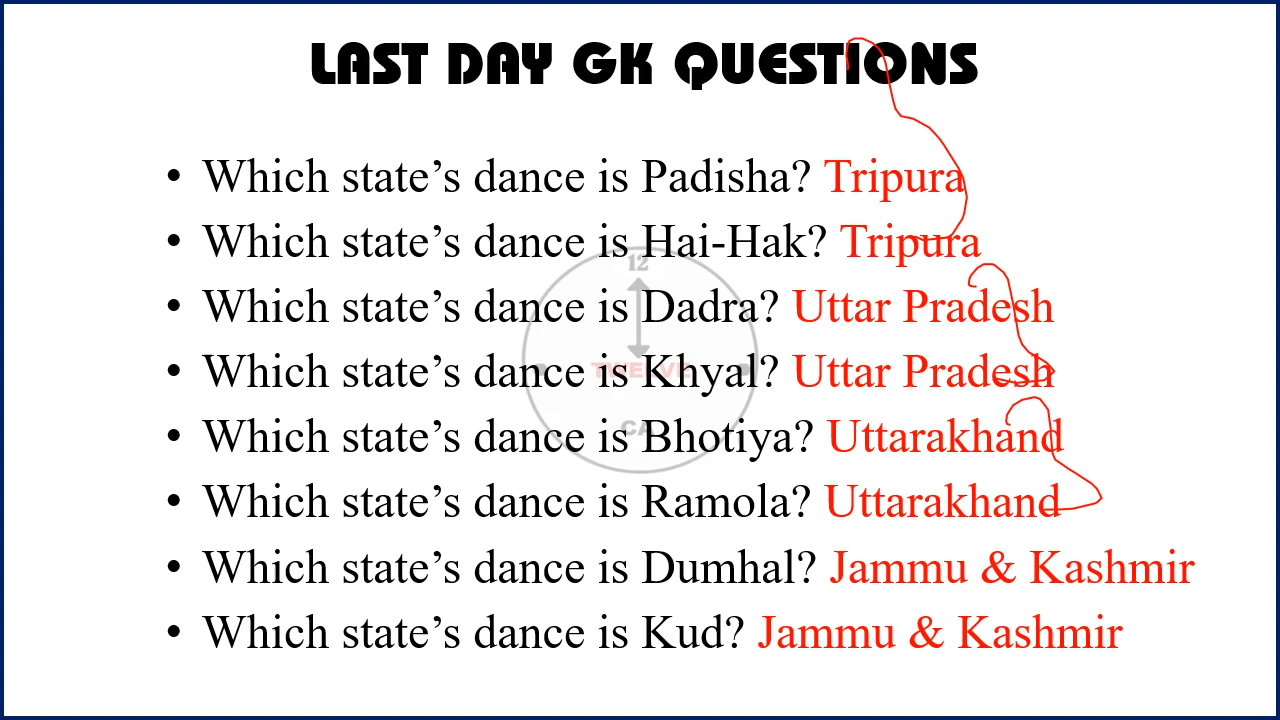 LAST DAY GK QUESTIONS
• Which state’s dance is Padisha? Tripura
• Which state’s dance is Hai-Hak? Tripura
12
• Which state’s dance is Dadra? Uttar Pradesh
• Which state’s dance is Khyal? Uttar Pradesh
TWELVE
• Which state’s dance is Bhotiya? Uttarakhand
CA
• Which state’s dance is Ramola? Uttarakhand
• Which state’s dance is Dumhal? Jammu & Kashmir
• Which state’s dance is Kud? Jammu & Kashmir